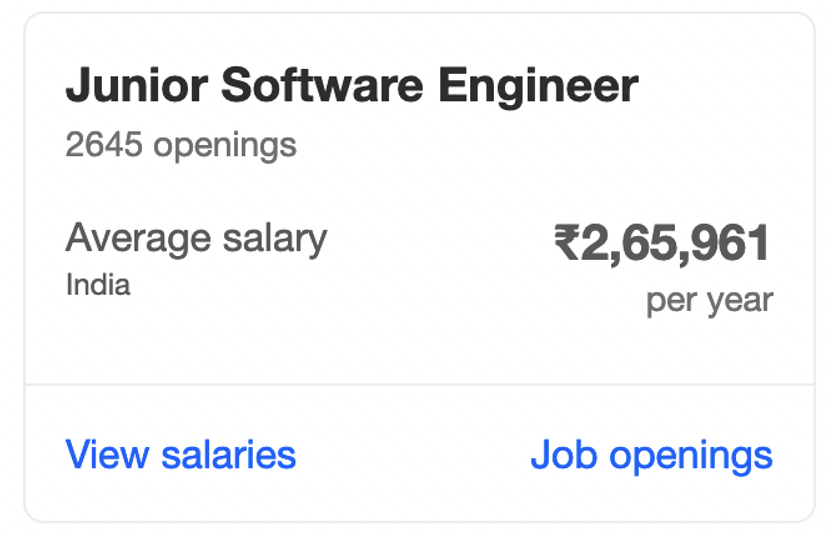 Junior Software Engineer
2645 openings
Average salary
₹2,65,961
India
per year
View salaries
Job openings